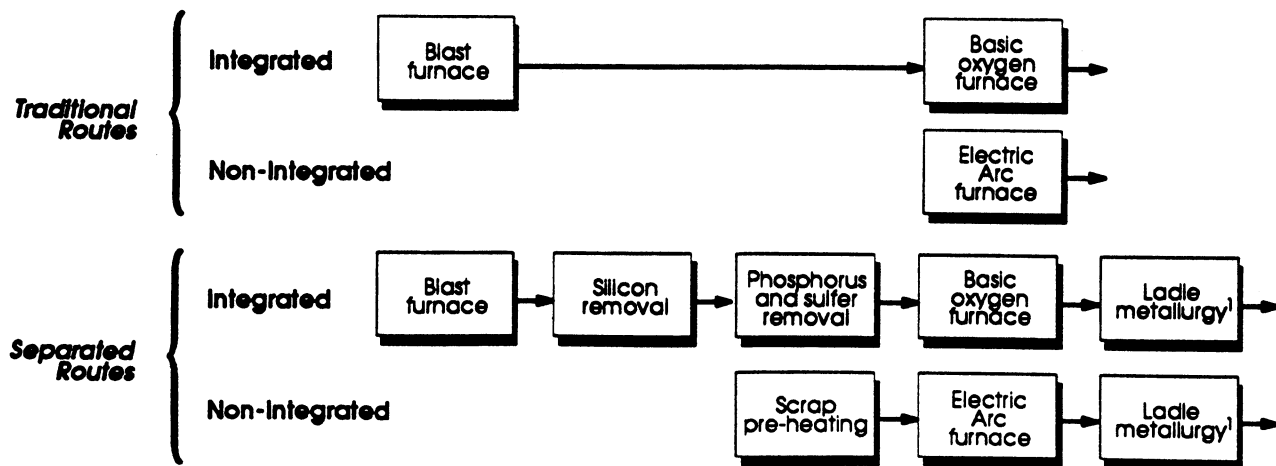 Traditional
Routes
Integrated
Blast
furnace
Basic
oxygen
furnace
Non-Integrated
Electric
Arc
furnace
Separated
Routes
Integrated
Blast
furnace
Silicon
removal
Phosphorus
and sulfer
removal
Basic
oxygen
furnace
Ladle
metallurgy¹
Non-Integrated
Scrap
pre-heating
Electric
Arc
furnace
Ladle
metallurgy¹